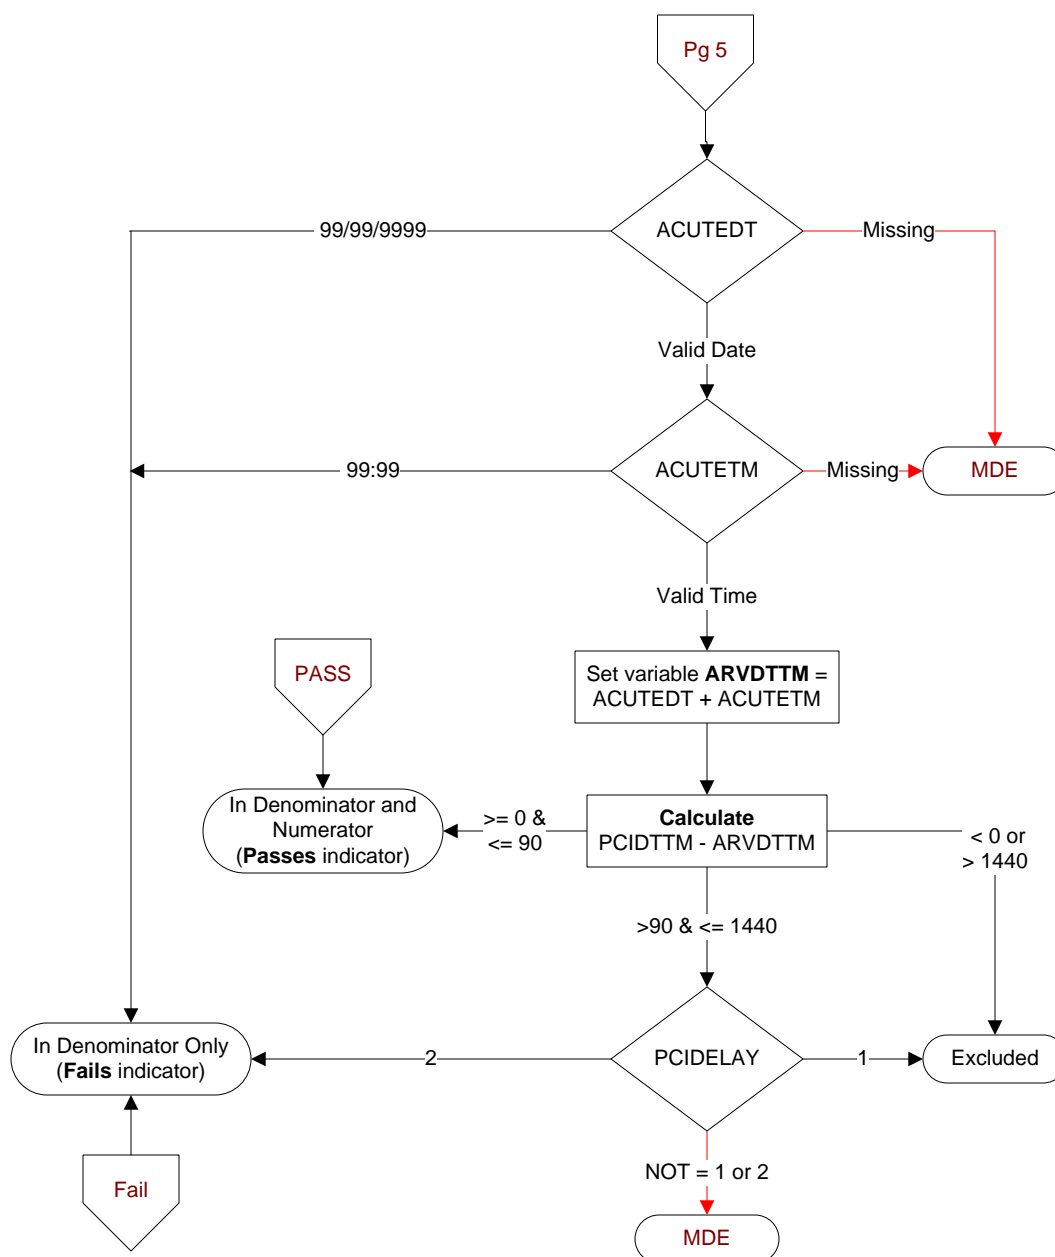 Pg 5
99/99/9999
ACUTEDT
Missing
Valid Date
99:99
ACUTETM
Missing
MDE
Valid Time
PASS
Set variable ARVDTTM =
ACUTEDT + ACUTETM
In Denominator and
Numerator
(Passes indicator)
>= 0 &
<= 90
Calculate
PCIDTTM - ARVDTTM
< 0 or
> 1440
>90 & <= 1440
In Denominator Only
(Fails indicator)
2
PCIDELAY
1
Excluded
Fail
NOT = 1 or 2
MDE